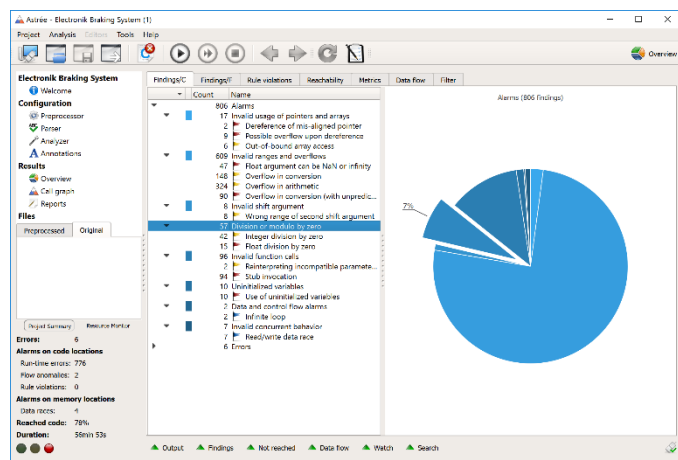 Astrée - Electronik Braking System (1)
Project Analysis Editors Tools Help
Overview
Electronik Braking System
Welcome
Configuration
Preprocessor
Parser
Analyzer
Annotations
Results
Overview
Call graph
Reports
Files
Preprocessed Original
Project Summary Resource Monitor
Errors: 6
Alarms on code locations
Run-time errors: 776
Flow anomalies: 2
Rule violations: 0
Alarms on memory locations
Data races: 4
Reached code: 78%
Duration: 56min 53s
Findings/C Findings/F Rule violations Reachability Metrics Data flow Filter
Count Name
806 Alarms
17 Invalid usage of pointers and arrays
2 Dereference of mis-aligned pointer
9 Possible overflow upon dereference
6 Out-of-bound array access
609 Invalid ranges and overflows
47 Float argument can be NaN or infinity
148 Overflow in conversion
324 Overflow in arithmetic
90 Overflow in conversion (with unpredic...
8 Invalid shift argument
8 Wrong range of second shift argument
57 Division or modulo by zero
42 Integer division by zero
15 Float division by zero
96 Invalid function calls
2 Reinterpreting incompatible paramete...
94 Stub invocation
10 Uninitialized variables
10 Use of uninitialized variables
2 Data and control flow alarms
2 Infinite loop
7 Invalid concurrent behavior
7 Read/write data race
6 Errors
Alarms (806 findings)
7%
Output Findings Not reached Data flow Watch Search